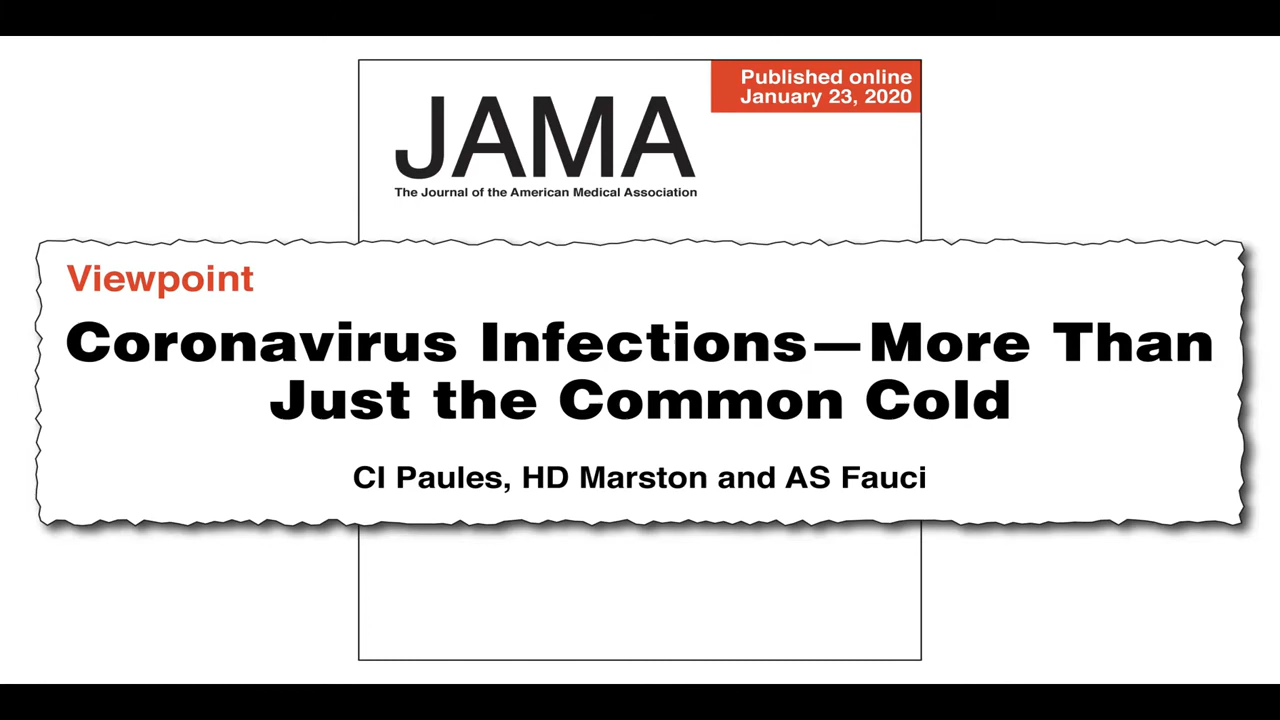 Published online
January 23, 2020
JAMA
The Journal of the American Medical Association
Viewpoint
Coronavirus Infections—More Than
Just the Common Cold
CI Paules, HD Marston and AS Fauci